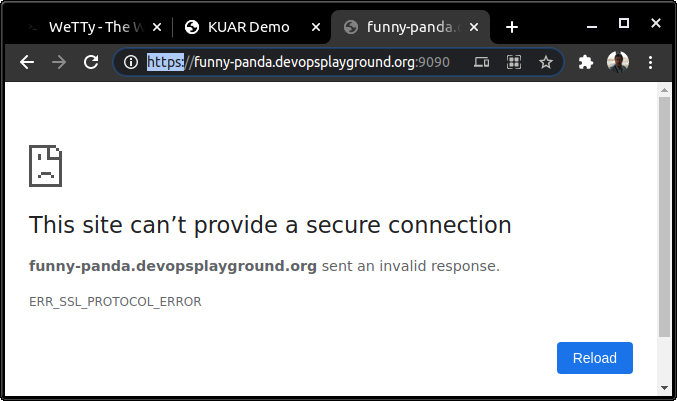 WeTTy - The W
KUAR Demo
funny-panda.d
https://funny-panda.devopsplayground.org:9090
This site can’t provide a secure connection
funny-panda.devopsplayground.org sent an invalid response.
ERR_SSL_PROTOCOL_ERROR
Reload